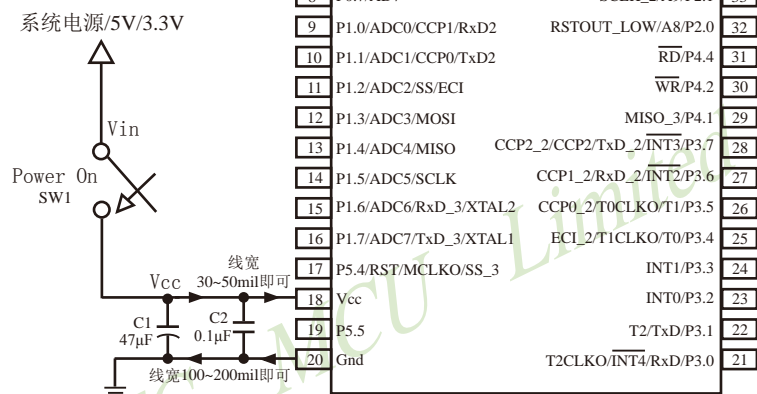 系统电源/5V/3.3V
Vin
Power On
SW1
Vcc
线宽
30~50mil即可
C1
47µF
C2
0.1µF
线宽100~200mil即可
9 P1.0/ADC0/CCP1/RxD2
10 P1.1/ADC1/CCP0/TxD2
11 P1.2/ADC2/SS/ECI
12 P1.3/ADC3/MOSI
13 P1.4/ADC4/MISO
14 P1.5/ADC5/SCLK
15 P1.6/ADC6/RxD_3/XTAL2
16 P1.7/ADC7/TxD_3/XTAL1
17 P5.4/RST/MCLKO/SS_3
18 Vcc
19 P5.5
20 Gnd
RSTOUT_LOW/A8/P2.0 32
RD/P4.4 31
WR/P4.2 30
MISO_3/P4.1 29
CCP2_2/CCP2/TxD_2/INT3/P3.7 28
CCP1_2/RxD_2/INT2/P3.6 27
CCP0_2/T0CLKO/T1/P3.5 26
ECI_2/T1CLKO/T0/P3.4 25
INT1/P3.3 24
INT0/P3.2 23
T2/TxD/P3.1 22
T2CLKO/INT4/RxD/P3.0 21
MCU Limited